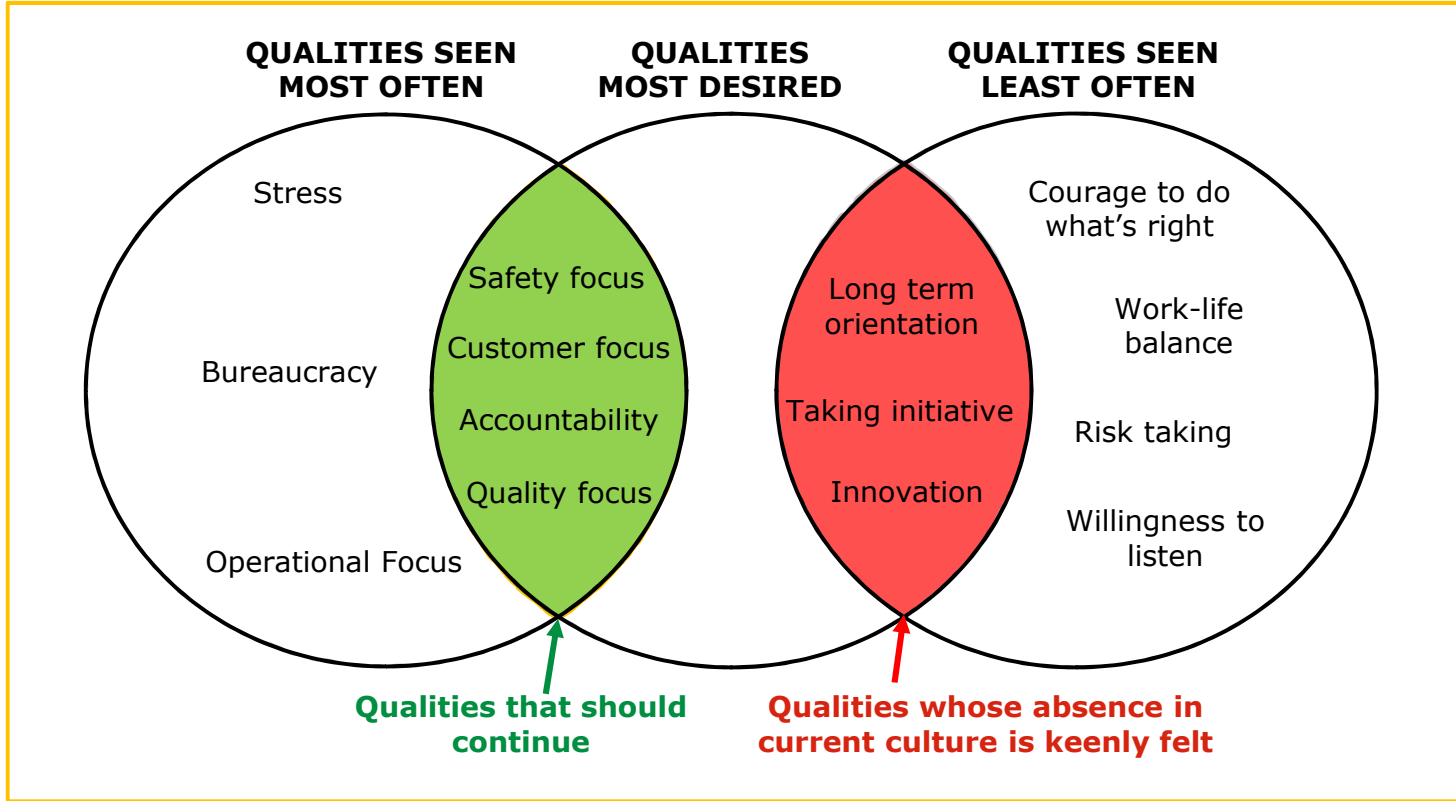 QUALITIES SEEN
MOST OFTEN
QUALITIES
MOST DESIRED
QUALITIES SEEN
LEAST OFTEN
Stress
Bureaucracy
Operational Focus
Safety focus
Customer focus
Accountability
Quality focus
Long term
orientation
Taking initiative
Innovation
Courage to do
what’s right
Work-life
balance
Risk taking
Willingness to
listen
Qualities that should
continue
Qualities whose absence in
current culture is keenly felt